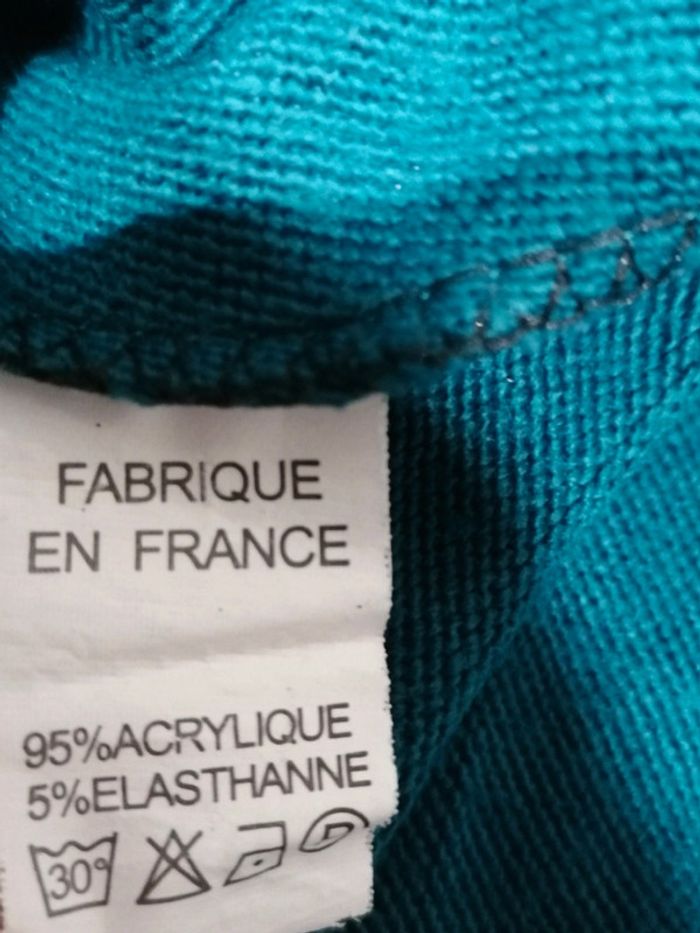 FABRIQUE
EN FRANCE
95%ACRYLIQUE
5%ELASTHANNE
30°